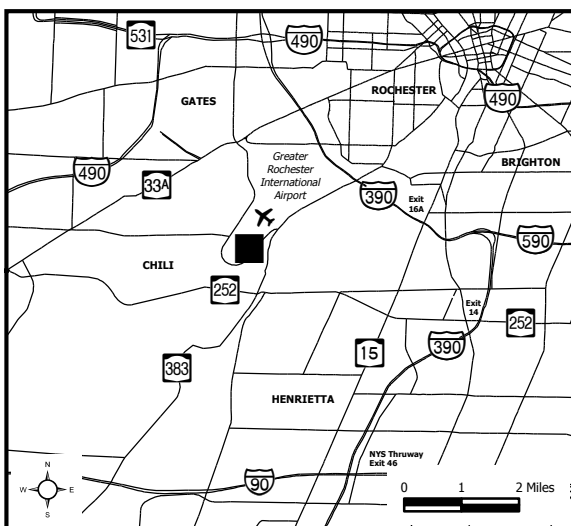 531
490
ROCHESTER
GATES
490
Greater
Rochester
International
Airport
BRIGHTON
490
33A
390
Exit
16A
590
CHILI
252
Exit
14
252
15
390
383
HENRIETTA
NYS Thruway
Exit 46
90
N
W E
S
0 1 2 Miles